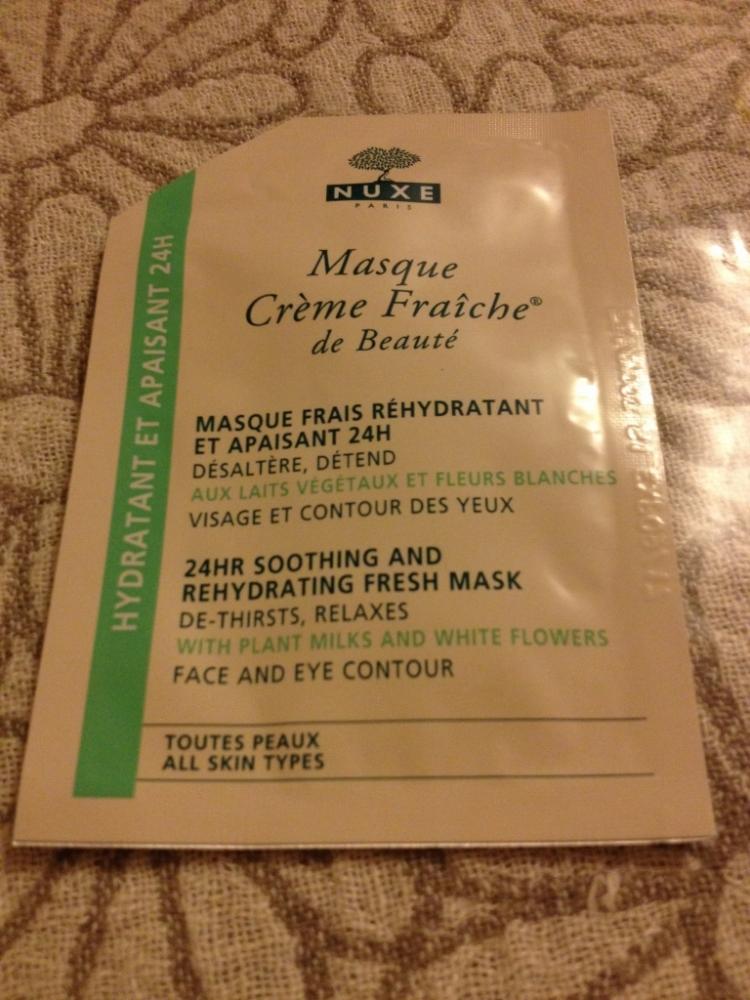 NUXE
PARIS
Masque
Crème Fraîche®
de Beauté
HYDRATANT ET APAISANT 24H
MASQUE FRAIS RÉHYDRATANT
ET APAISANT 24H
DÉSALTÈRE, DÉTEND
AUX LAITS VÉGÉTAUX ET FLEURS BLANCHES
VISAGE ET CONTOUR DES YEUX
24HR SOOTHING AND
REHYDRATING FRESH MASK
DE-THIRSTS, RELAXES
WITH PLANT MILKS AND WHITE FLOWERS
FACE AND EYE CONTOUR
TOUTES PEAUX
ALL SKIN TYPES